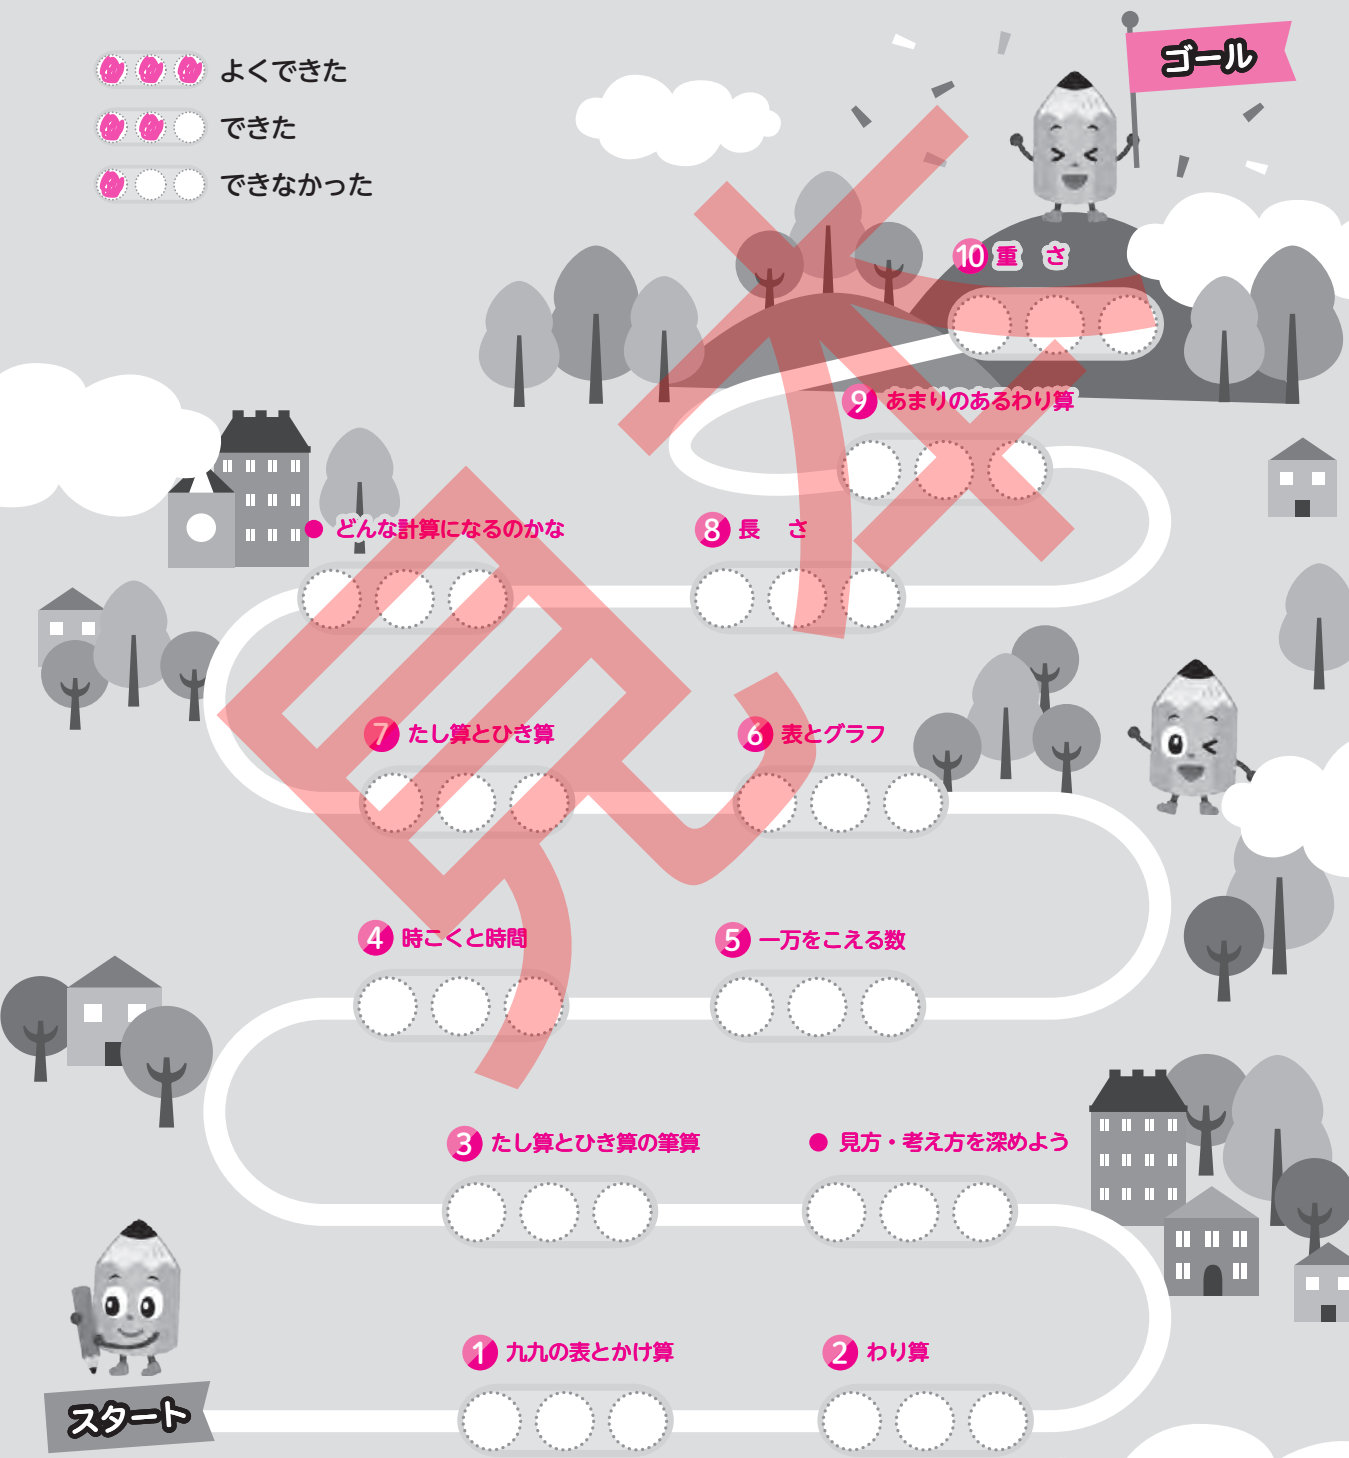 よくできた
できた
できなかった
ゴール
10 重 さ
9 あまりのあるわり算
● どんな計算になるのかな
8 長 さ
7 たし算とひき算
6 表とグラフ
4 時こくと時間
5 一万をこえる数
3 たし算とひき算の筆算
● 見方・考え方を深めよう
1 九九の表とかけ算
2 わり算
スタート
見本